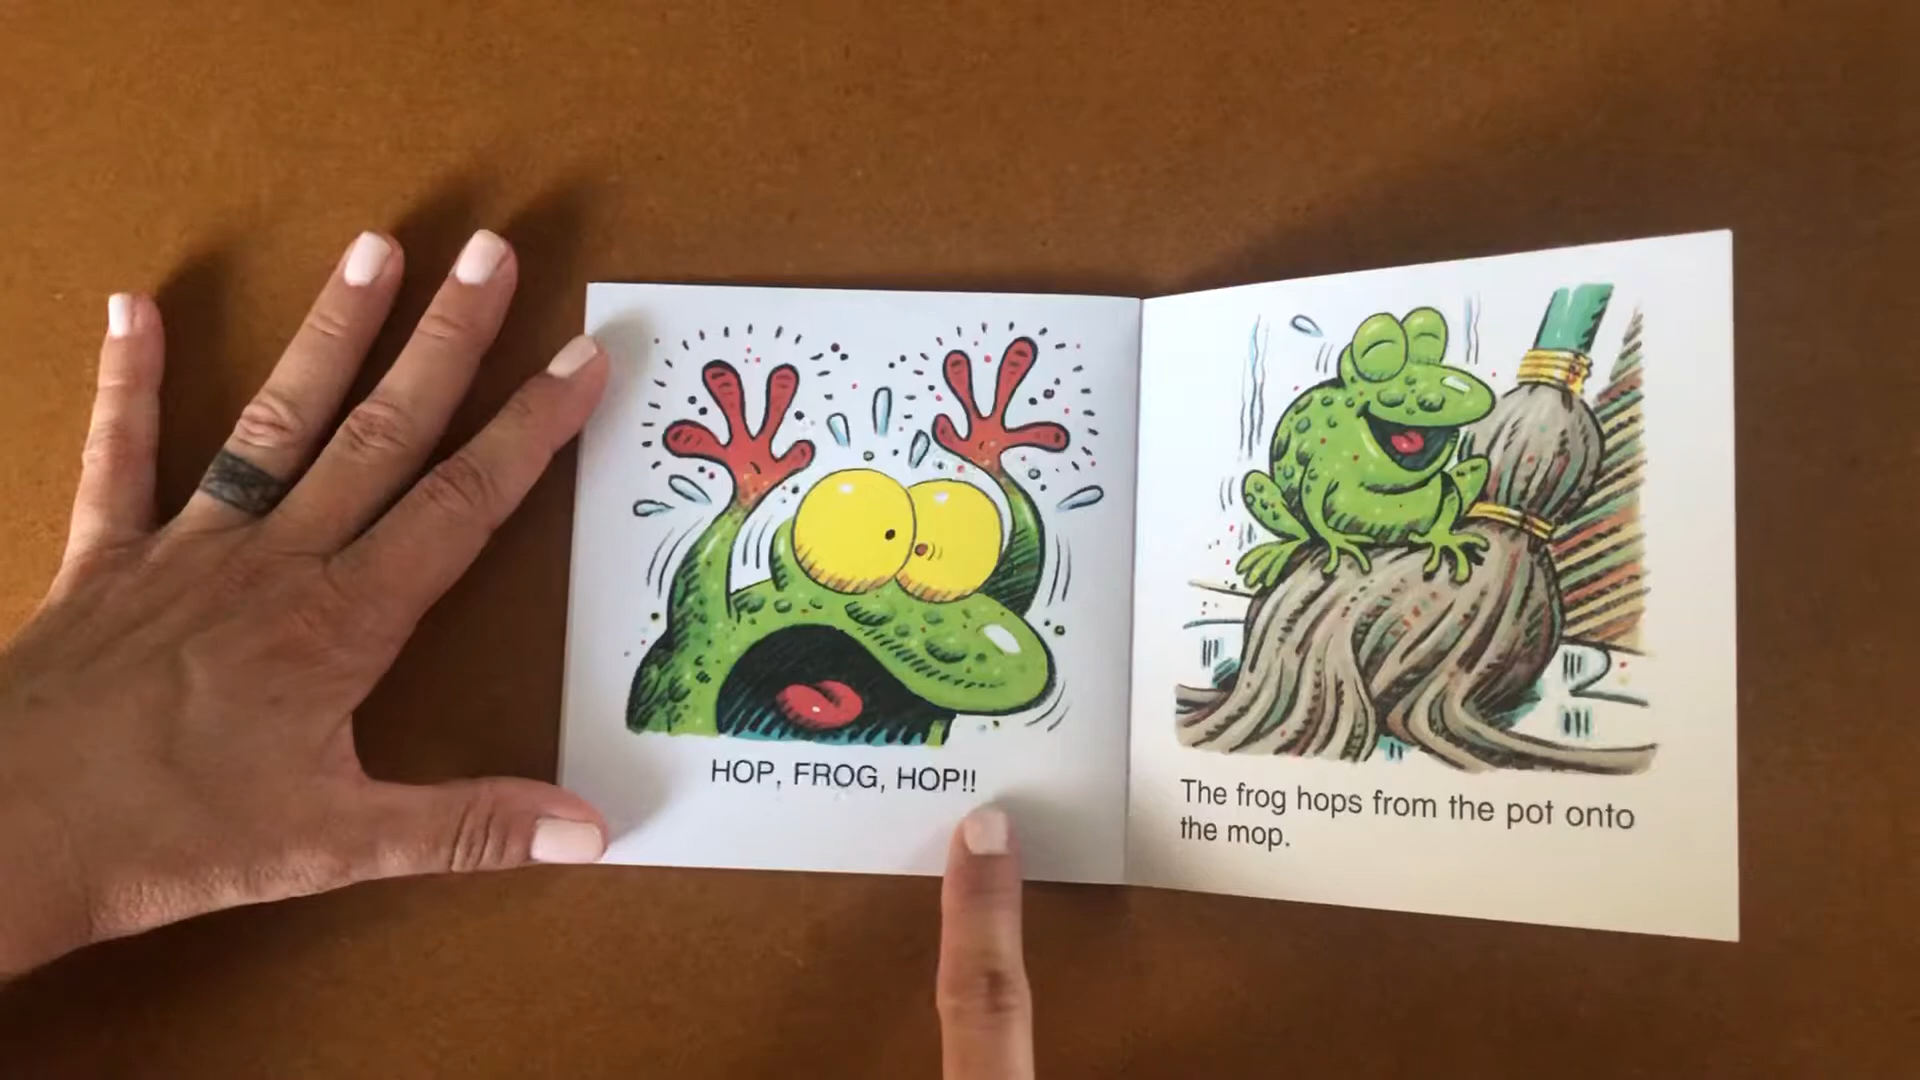 HOP, FROG, HOP!!
The frog hops from the pot onto
the mop.